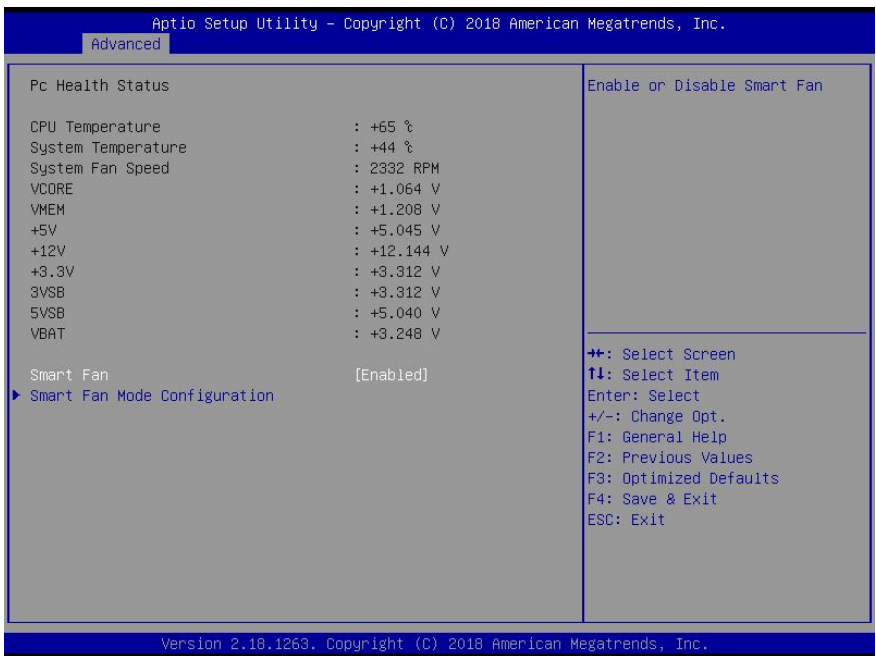 Aptio Setup Utility – Copyright (C) 2018 American Megatrends, Inc.
Advanced
Pc Health Status
CPU Temperature : +65 ℃
System Temperature : +44 ℃
System Fan Speed : 2332 RPM
VCORE : +1.064 V
VMEM : +1.208 V
+5V : +5.045 V
+12V : +12.144 V
+3.3V : +3.312 V
3VSB : +3.312 V
5VSB : +5.040 V
VBAT : +3.248 V
Smart Fan [Enabled]
Smart Fan Mode Configuration
Enable or Disable Smart Fan
→←: Select Screen
↑↓: Select Item
Enter: Select
+/-: Change Opt.
F1: General Help
F2: Previous Values
F3: Optimized Defaults
F4: Save & Exit
ESC: Exit
Version 2.18.1263. Copyright (C) 2018 American Megatrends, Inc.